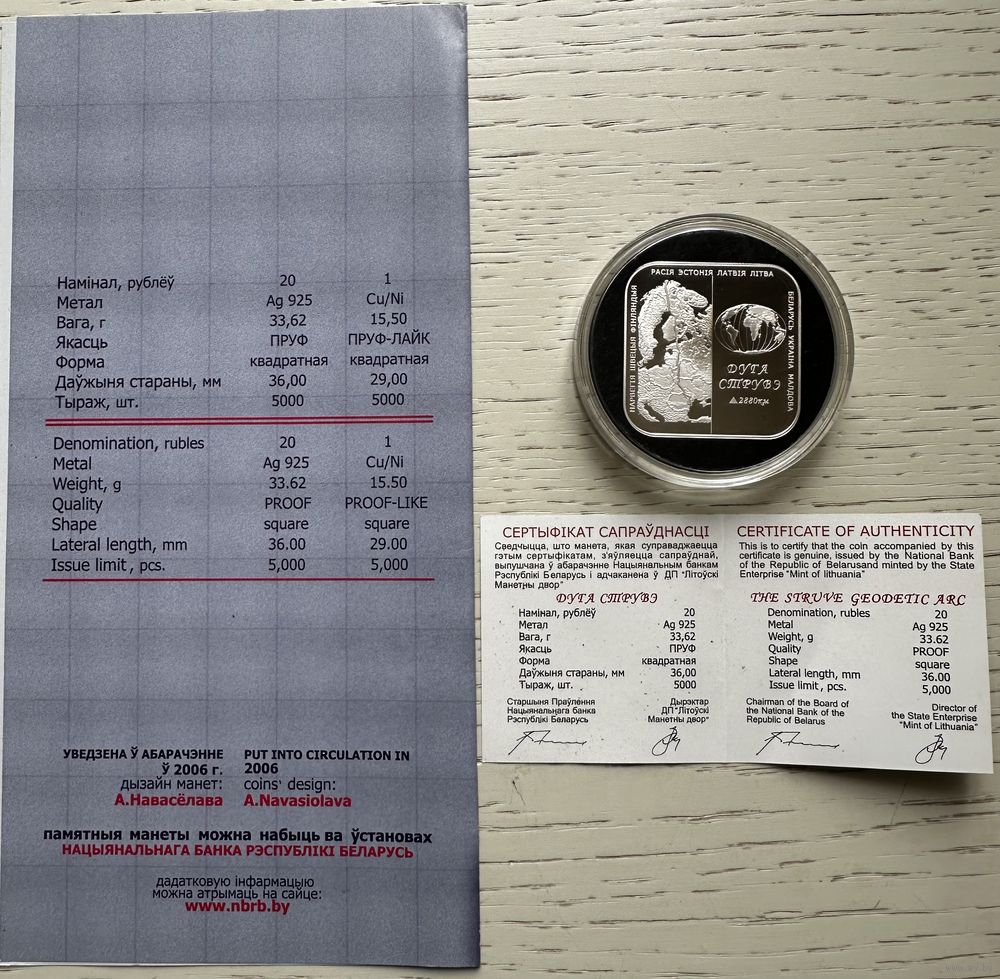 Намінал, рублёў 20 1
Метал Ag 925 Cu/Ni
Вага, г 33,62 15,50
Якасць ПРУФ ПРУФ-ЛАЙК
Форма квадратная квадратная
Даўжыня стараны, мм 36,00 29,00
Тыраж, шт. 5000 5000
Denomination, rubles 20 1
Metal Ag 925 Cu/Ni
Weight, g 33.62 15.50
Quality PROOF PROOF-LIKE
Shape square square
Lateral length, mm 36.00 29.00
Issue limit, pcs. 5,000 5,000
УВЕДЗЕНА Ў АБАРАЧЭННЕ
Ў 2006 г.
дызайн манет:
А.Навасёлава
PUT INTO CIRCULATION IN
2006
coins' design:
A.Navasiolava
памятныя манеты можна набыць ва ўстановах
НАЦЫЯНАЛЬНАГА БАНКА РЭСПУБЛІКІ БЕЛАРУСЬ
дадатковую інфармацыю
можна атрымаць на сайце:
www.nbrb.by
РАСІЯ ЭСТОНІЯ ЛАТВІЯ ЛІТВА
НАРВЕГІЯ ШВЕЦЫЯ ФІНЛЯНДЫЯ
БЕЛАРУСЬ УКРАІНА МАЛДОВА
ДУГА
СТРУВЭ
2880км
СЕРТЫФІКАТ САПРАЎДНАСЦІ
Сведчыцца, што манета, якая суправаджаецца
гэтым сертыфікатам, з'яўляецца сапраўднай,
выпушчана ў абарачэнне Нацыянальным банкам
Рэспублікі Беларусь і адчаканена ў ДП "Літоўскі
Манетны двор"
ДУГА СТРУВЭ
Намінал, рублёў 20
Метал Ag 925
Вага, г 33,62
Якасць ПРУФ
Форма квадратная
Даўжыня стараны, мм 36,00
Тыраж, шт. 5000
Старшыня Праўлення
Нацыянальнага банка
Рэспублікі Беларусь
Дырэктар
ДП"Літоўскі
Манетны двор"
CERTIFICATE OF AUTHENTICITY
This is to certify that the coin accompanied by this
certificate is genuine, issued by the National Bank
of the Republic of Belarusand minted by the State
Enterprise "Mint of lithuania"
THE STRUVE GEODETIC ARC
Denomination, rubles 20
Metal Ag 925
Weight, g 33.62
Quality PROOF
Shape square
Lateral length, mm 36.00
Issue limit, pcs. 5,000
Chairman of the Board of
the National Bank of the
Republic of Belarus
Director of
the State Enterprise
"Mint of Lithuania"